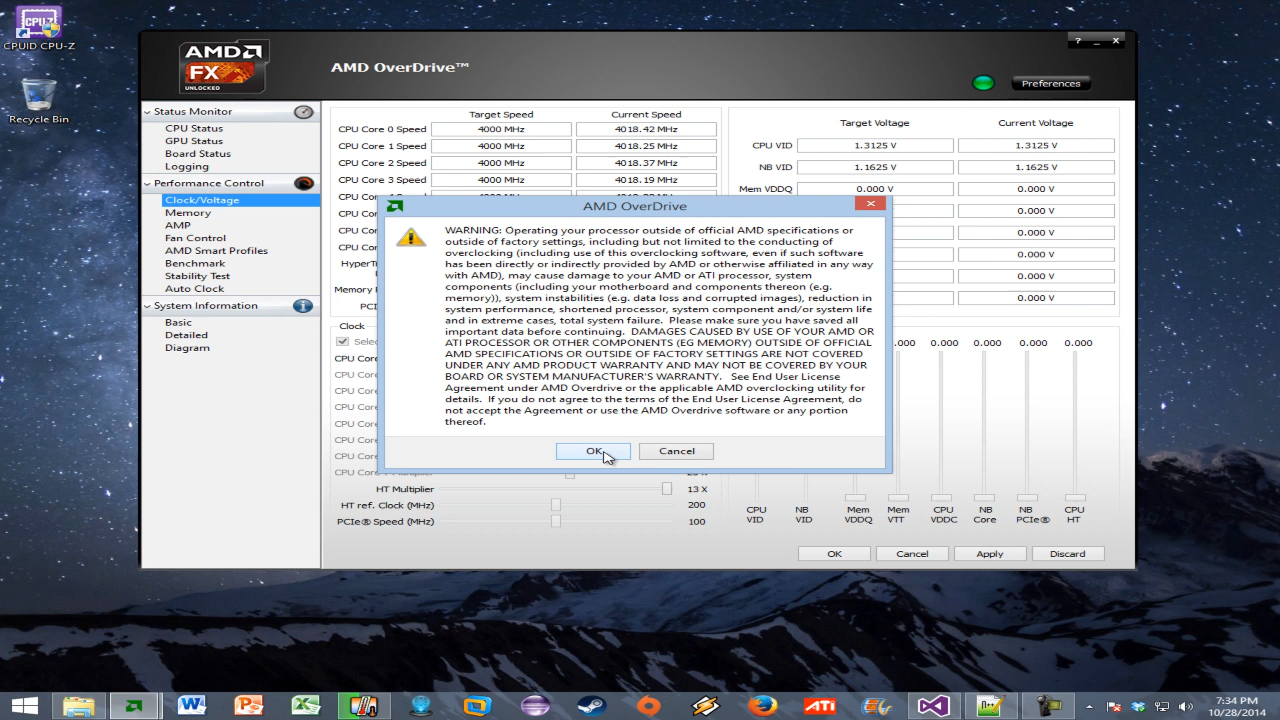 CPUID CPU-Z
Recycle Bin
AMD
FX
UNLOCKED
AMD OverDrive™
? _ X
Preferences
Status Monitor
CPU Status
GPU Status
Board Status
Logging
Performance Control
Clock/Voltage
Memory
AMP
Fan Control
AMD Smart Profiles
Benchmark
Stability Test
Auto Clock
System Information
Basic
Detailed
Diagram
Target Speed Current Speed
CPU Core 0 Speed 4000 MHz 4018.42 MHz
CPU Core 1 Speed 4000 MHz 4018.25 MHz
CPU Core 2 Speed 4000 MHz 4018.37 MHz
CPU Core 3 Speed 4000 MHz 4018.19 MHz
Target Voltage Current Voltage
CPU VID 1.3125 V 1.3125 V
NB VID 1.1625 V 1.1625 V
Mem VDDQ 0.000 V 0.000 V
0.000 V
0.000 V
0.000 V
0.000 V
0.000 V
AMD OverDrive
WARNING: Operating your processor outside of official AMD specifications or
outside of factory settings, including but not limited to the conducting of
overclocking (including use of this overclocking software, even if such software
has been directly or indirectly provided by AMD or otherwise affiliated in any way
with AMD), may cause damage to your AMD or ATI processor, system
components (including your motherboard and components thereon (e.g.
memory)), system instabilities (e.g. data loss and corrupted images), reduction in
system performance, shortened processor, system component and/or system life
and in extreme cases, total system failure. Please make sure you have saved all
important data before continuing. DAMAGES CAUSED BY USE OF YOUR AMD OR
ATI PROCESSOR OR OTHER COMPONENTS (EG MEMORY) OUTSIDE OF OFFICIAL
AMD SPECIFICATIONS OR OUTSIDE OF FACTORY SETTINGS ARE NOT COVERED
UNDER ANY AMD PRODUCT WARRANTY AND MAY NOT BE COVERED BY YOUR
BOARD OR SYSTEM MANUFACTURER'S WARRANTY. See End User License
Agreement under AMD Overdrive or the applicable AMD overclocking utility for
details. If you do not agree to the terms of the End User License Agreement, do
not accept the Agreement or use the AMD Overdrive software or any portion
thereof.
OK Cancel
Clock
HT Multiplier 13 X
HT ref. Clock (MHz) 200
PCIe® Speed (MHz) 100
.000 0.000 0.000 0.000 0.000
CPU VID
NB VID
Mem VDDQ
Mem VTT
CPU VDDC
NB Core
NB PCIe®
CPU HT
OK Cancel Apply Discard
ATi
7:34 PM
10/28/2014